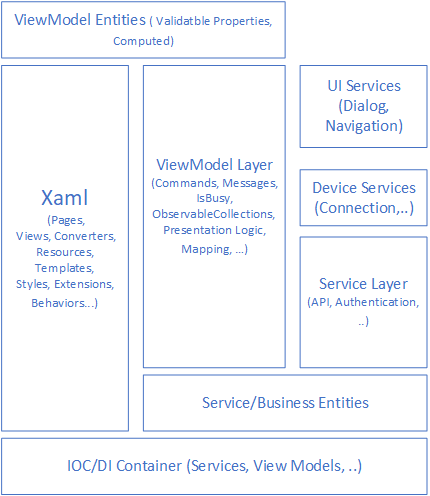 ViewModel Entities ( Validatble Properties,
Computed)
Xaml
(Pages,
Views, Converters,
Resources,
Templates,
Styles, Extensions,
Behaviors...)
ViewModel Layer
(Commands, Messages,
IsBusy,
ObservableCollections,
Presentation Logic,
Mapping, ...)
UI Services
(Dialog,
Navigation)
Device Services
(Connection,..)
Service Layer
(API, Authentication,
..)
Service/Business Entities
IOC/DI Container (Services, View Models, ..)